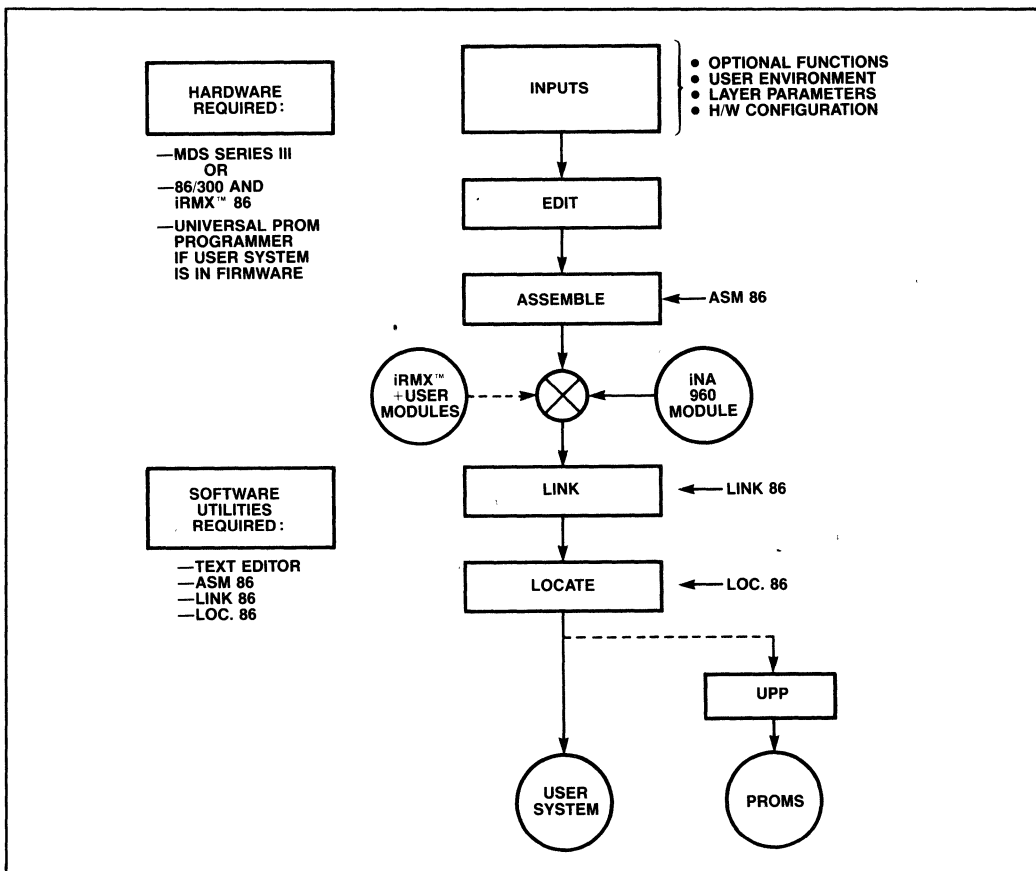 HARDWARE
REQUIRED:
—MDS SERIES III
OR
—86/300 AND
iRMX™ 86
—UNIVERSAL PROM
PROGRAMMER
IF USER SYSTEM
IS IN FIRMWARE
INPUTS
● OPTIONAL FUNCTIONS
● USER ENVIRONMENT
● LAYER PARAMETERS
● H/W CONFIGURATION
EDIT
ASSEMBLE
ASM 86
iRMX™
+USER
MODULES
iNA
960
MODULE
SOFTWARE
UTILITIES
REQUIRED:
—TEXT EDITOR
—ASM 86
—LINK 86
—LOC. 86
LINK
LINK 86
LOCATE
LOC. 86
UPP
USER
SYSTEM
PROMS